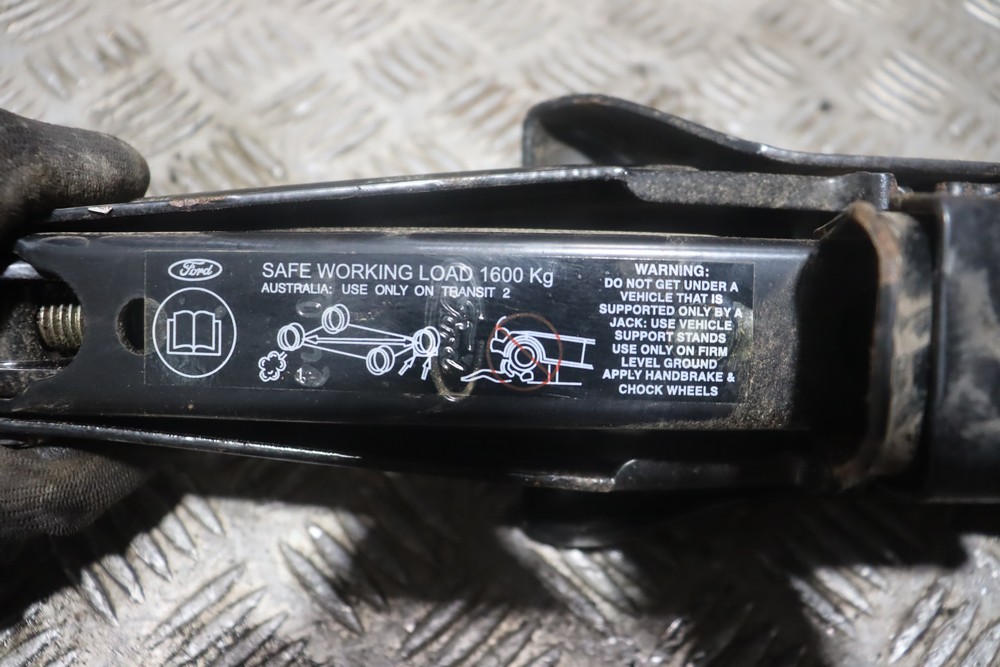 Ford
SAFE WORKING LOAD 1600 Kg
AUSTRALIA: USE ONLY ON TRANSIT 2
1
WARNING:
DO NOT GET UNDER A
VEHICLE THAT IS
SUPPORTED ONLY BY A
JACK: USE VEHICLE
SUPPORT STANDS
USE ONLY ON FIRM
LEVEL GROUND
APPLY HANDBRAKE &
CHOCK WHEELS